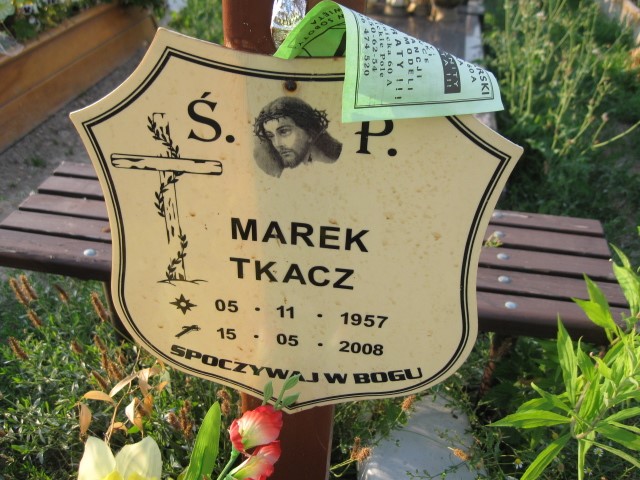 Ś. P.
MAREK
TKACZ
05 · 11 · 1957
15 · 05 · 2008
SPOCZYWAJ W BOGU